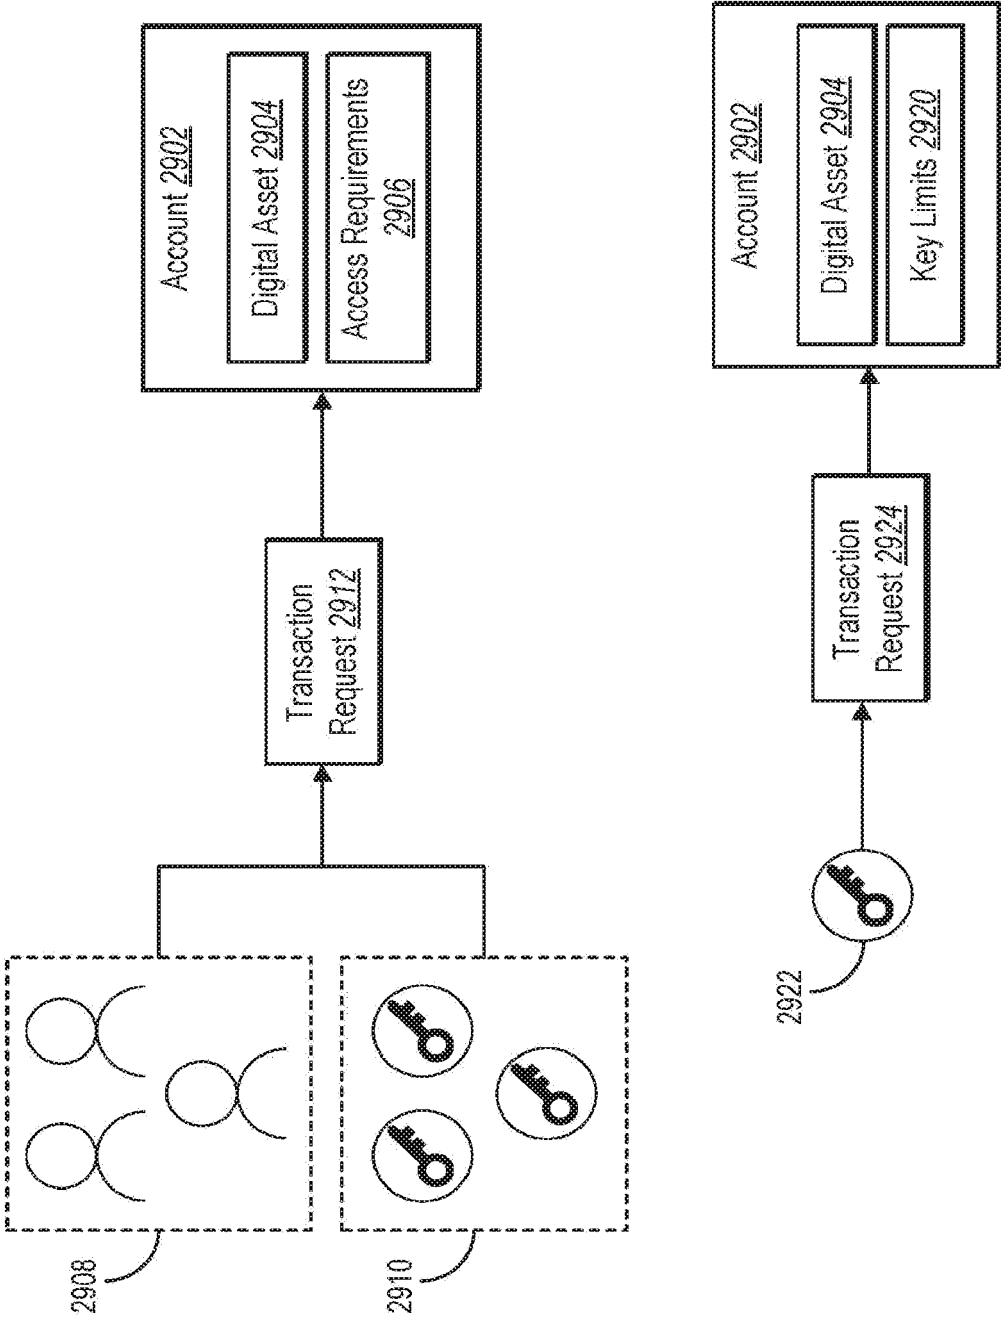 2908
2910
Transaction
Request 2912
Account 2902
Digital Asset 2904
Access Requirements
2906
2922
Transaction
Request 2924
Account 2902
Digital Asset 2904
Key Limits 2920